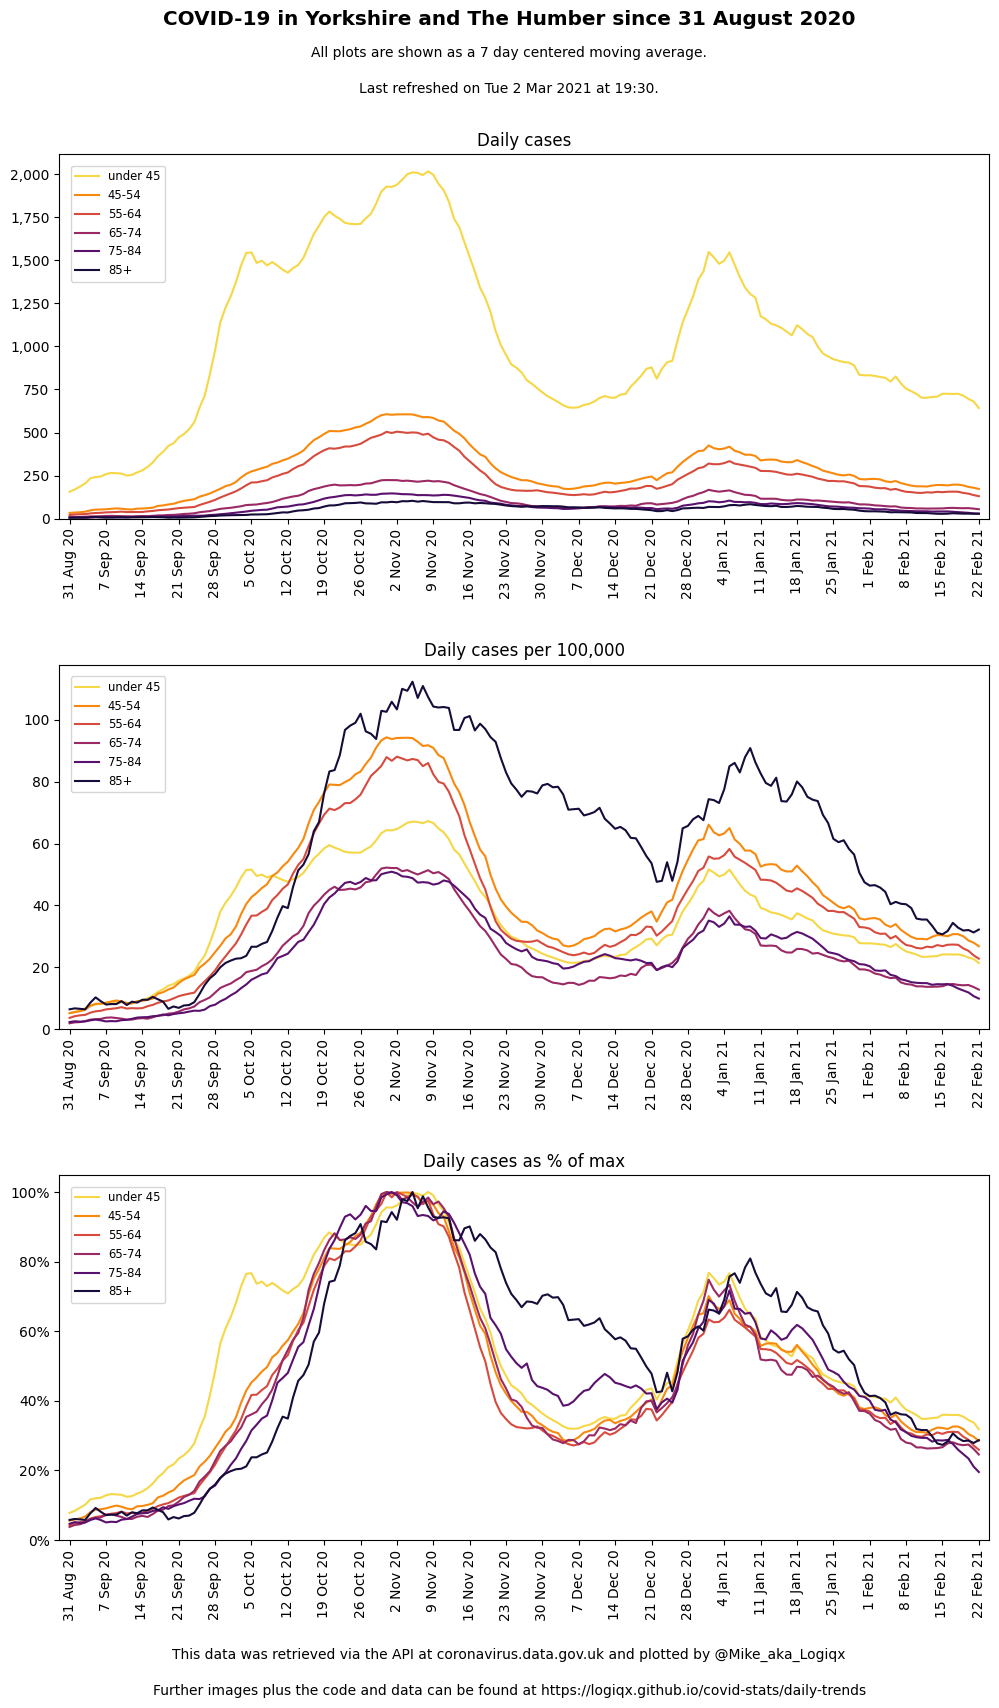 COVID-19 in Yorkshire and The Humber since 31 August 2020
All plots are shown as a 7 day centered moving average.
Last refreshed on Tue 2 Mar 2021 at 19:30.
Daily cases
under 45
45-54
55-64
65-74
75-84
85+
2,000
1,750
1,500
1,250
1,000
750
500
250
0
31 Aug 20
7 Sep 20
14 Sep 20
21 Sep 20
28 Sep 20
5 Oct 20
12 Oct 20
19 Oct 20
26 Oct 20
2 Nov 20
9 Nov 20
16 Nov 20
23 Nov 20
30 Nov 20
7 Dec 20
14 Dec 20
21 Dec 20
28 Dec 20
4 Jan 21
11 Jan 21
18 Jan 21
25 Jan 21
1 Feb 21
8 Feb 21
15 Feb 21
22 Feb 21
Daily cases per 100,000
under 45
45-54
55-64
65-74
75-84
85+
100
80
60
40
20
0
31 Aug 20
7 Sep 20
14 Sep 20
21 Sep 20
28 Sep 20
5 Oct 20
12 Oct 20
19 Oct 20
26 Oct 20
2 Nov 20
9 Nov 20
16 Nov 20
23 Nov 20
30 Nov 20
7 Dec 20
14 Dec 20
21 Dec 20
28 Dec 20
4 Jan 21
11 Jan 21
18 Jan 21
25 Jan 21
1 Feb 21
8 Feb 21
15 Feb 21
22 Feb 21
Daily cases as % of max
under 45
45-54
55-64
65-74
75-84
85+
100%
80%
60%
40%
20%
0%
31 Aug 20
7 Sep 20
14 Sep 20
21 Sep 20
28 Sep 20
5 Oct 20
12 Oct 20
19 Oct 20
26 Oct 20
2 Nov 20
9 Nov 20
16 Nov 20
23 Nov 20
30 Nov 20
7 Dec 20
14 Dec 20
21 Dec 20
28 Dec 20
4 Jan 21
11 Jan 21
18 Jan 21
25 Jan 21
1 Feb 21
8 Feb 21
15 Feb 21
22 Feb 21
This data was retrieved via the API at coronavirus.data.gov.uk and plotted by @Mike_aka_Logiqx
Further images plus the code and data can be found at https://logiqx.github.io/covid-stats/daily-trends